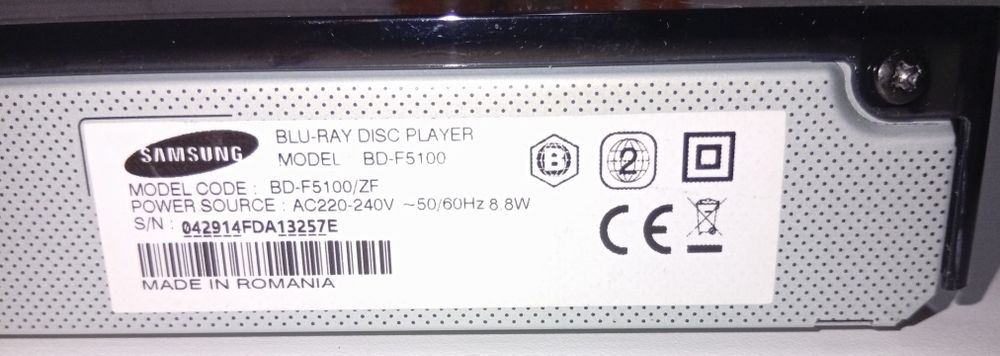 SAMSUNG
BLU-RAY DISC PLAYER
MODEL : BD-F5100
MODEL CODE : BD-F5100/ZF
POWER SOURCE : AC220-240V ~50/60Hz 8.8W
S/N : 042914FDA13257E
MADE IN ROMANIA
B
2
CE